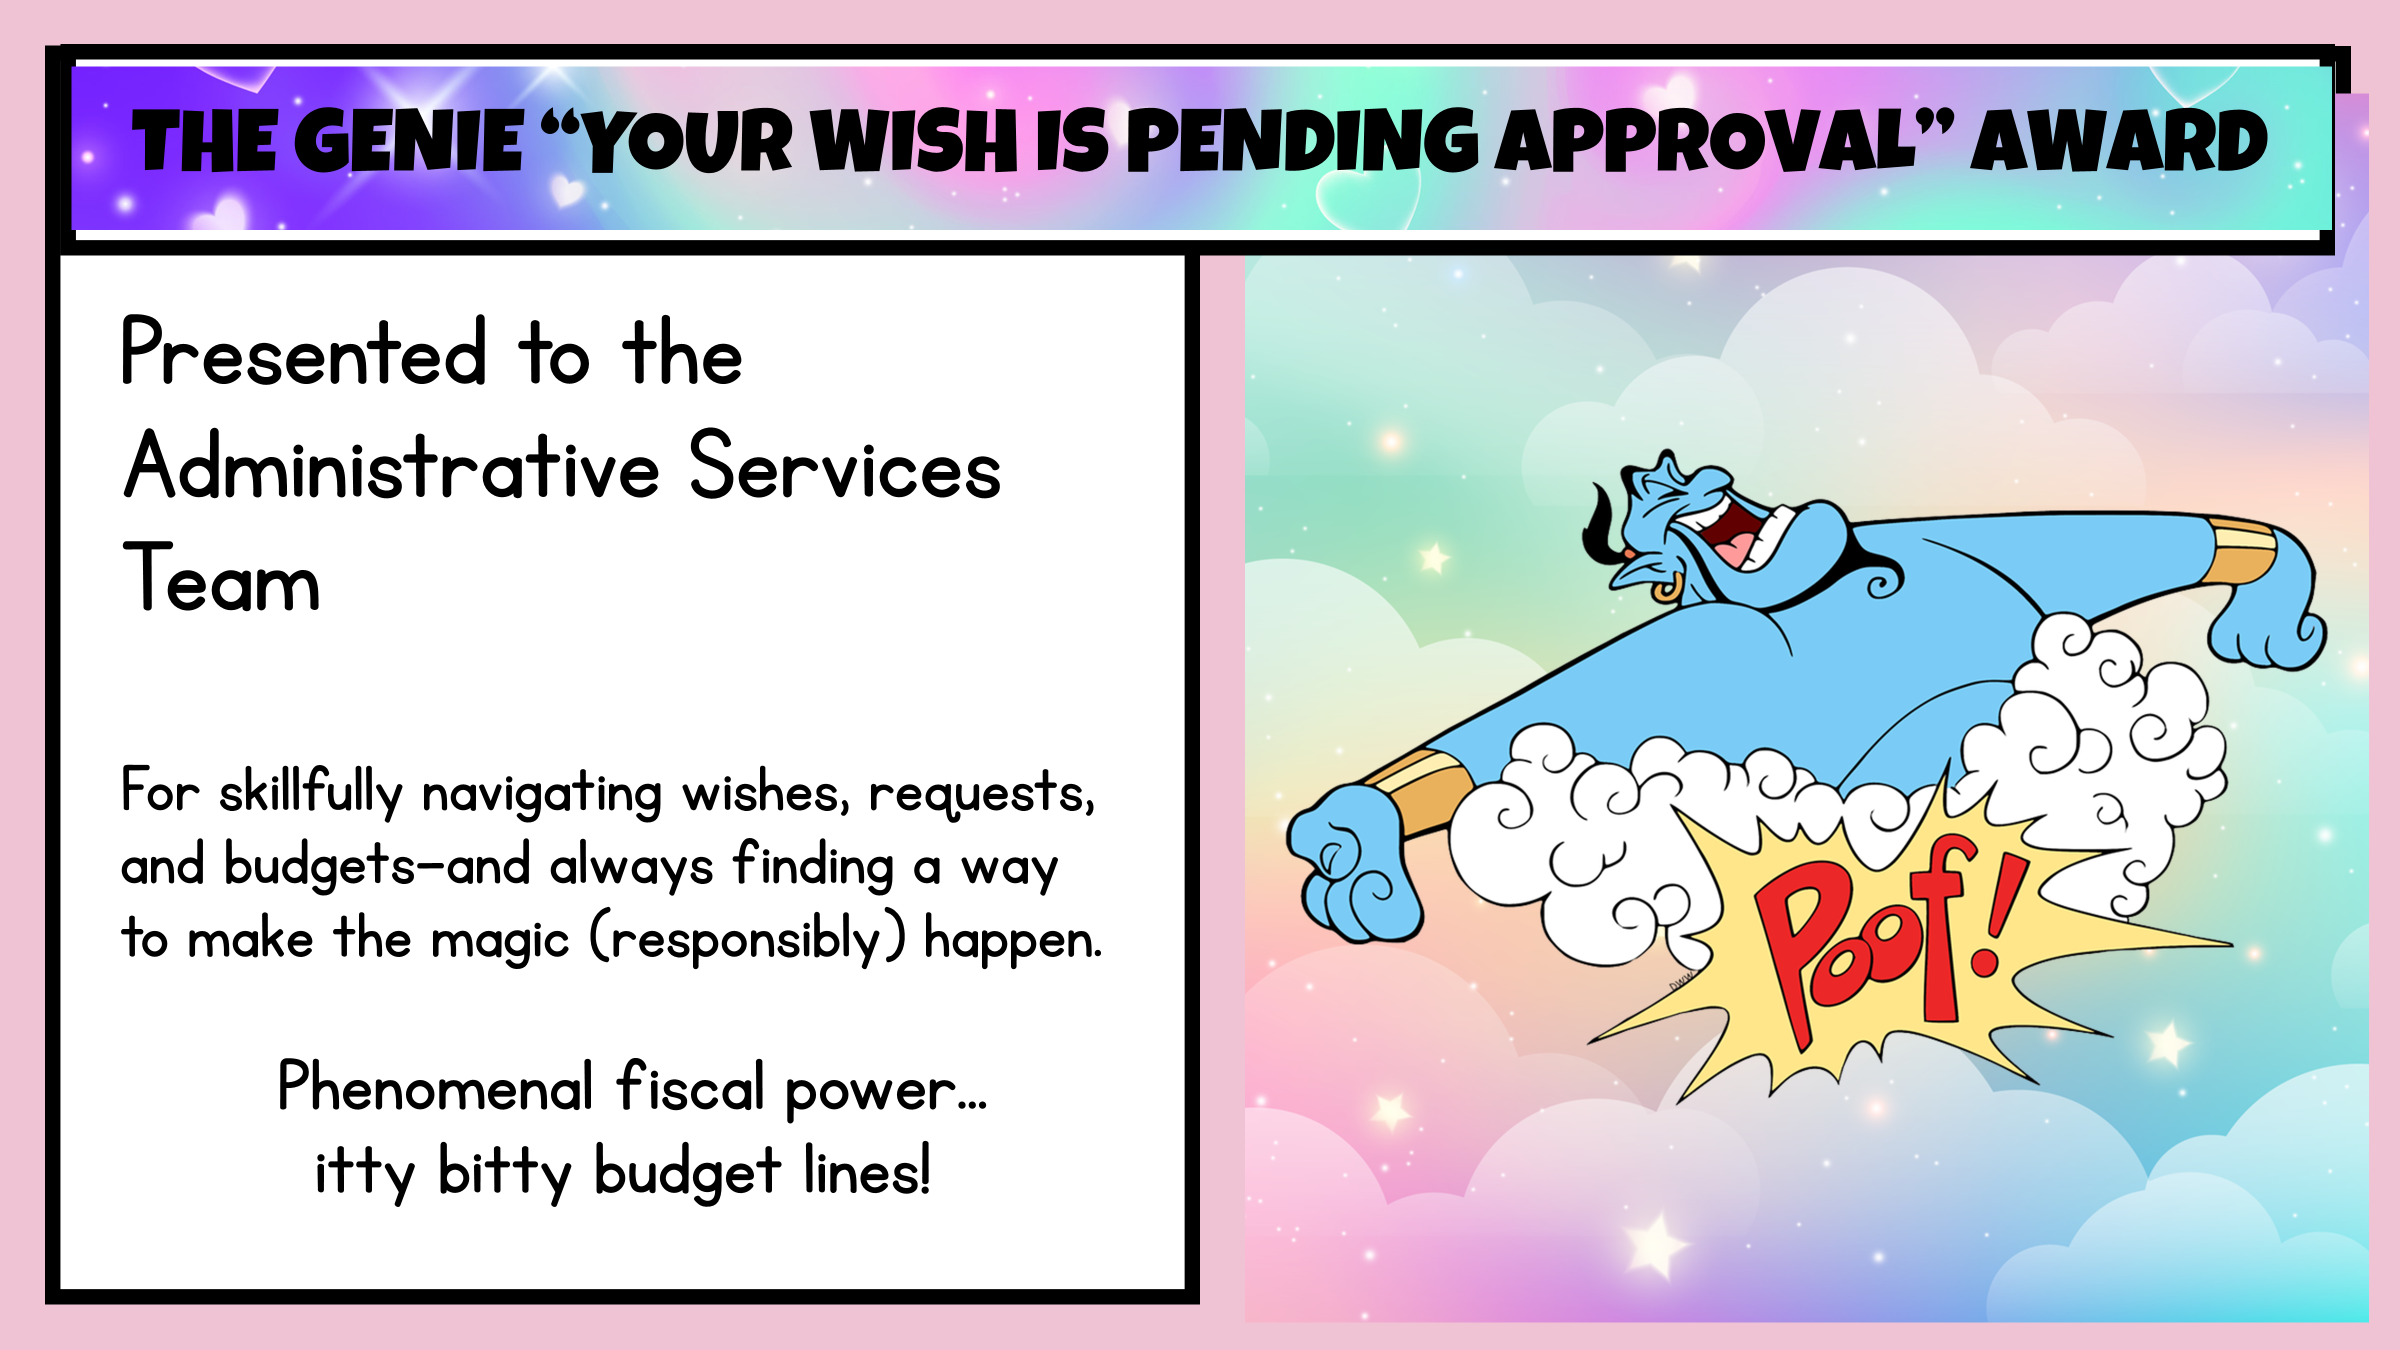 THE GENIE “YOUR WISH IS PENDING APPROVAL” AWARD
Presented to the
Administrative Services
Team
For skillfully navigating wishes, requests,
and budgets—and always finding a way
to make the magic (responsibly) happen.
Phenomenal fiscal power...
itty bitty budget lines!
Poof!
DWW